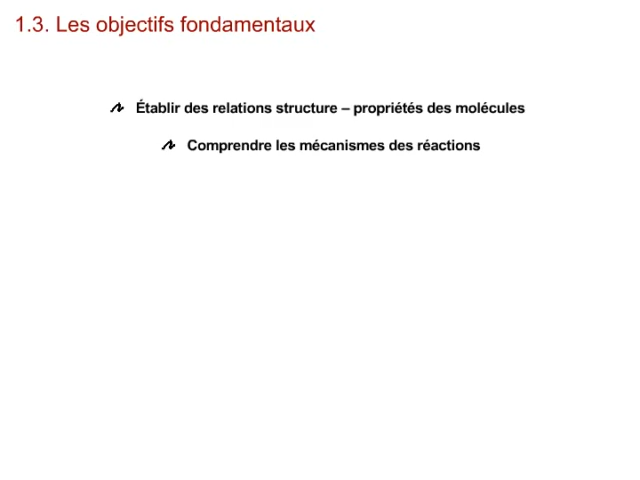 1.3. Les objectifs fondamentaux
Établir des relations structure – propriétés des molécules
Comprendre les mécanismes des réactions